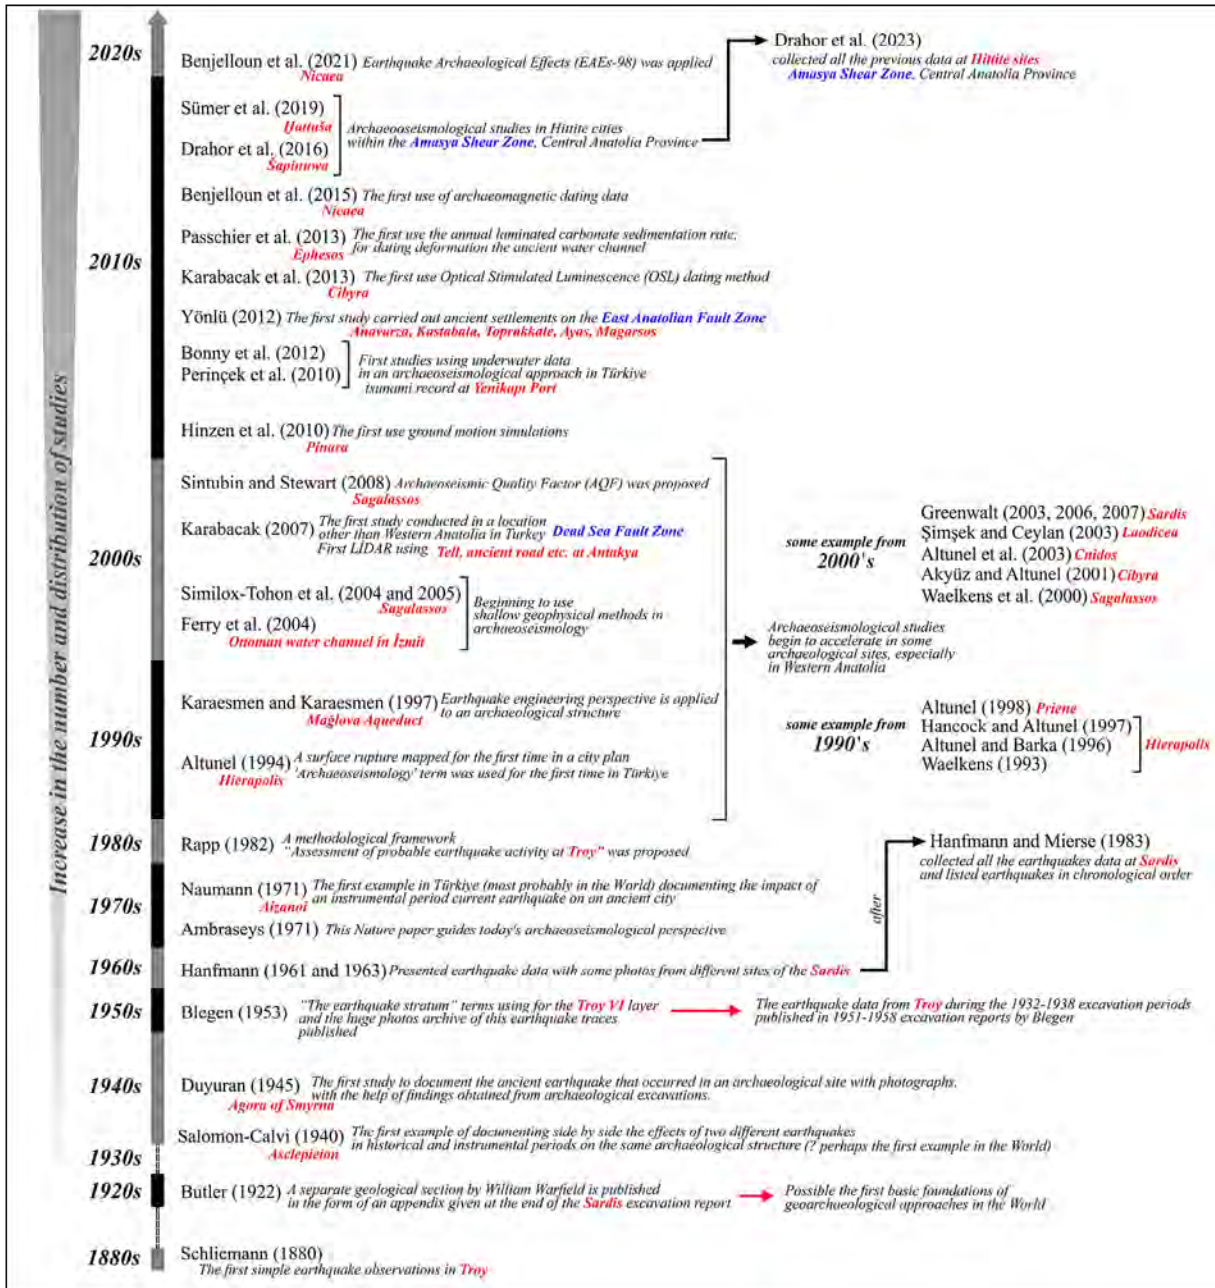 Increase in the number and distribution of studies
2020s
Benjelloun et al. (2021) Earthquake Archaeological Effects (EAEs-98) was applied
Nicaea
Drahor et al. (2023)
collected all the previous data at Hittite sites
Amasya Shear Zone, Central Anatolia Province
Sümer et al. (2019)
Ḫattuša
Drahor et al. (2016)
Šapinuwa
Archaeooseismological studies in Hittite cities
within the Amasya Shear Zone, Central Anatolia Province
2010s
Benjelloun et al. (2015) The first use of archaeomagnetic dating data
Nicaea
Passchier et al. (2013) The first use the annual laminated carbonate sedimentation rate,
for dating deformation the ancient water channel
Ephesos
Karabacak et al. (2013) The first use Optical Stimulated Luminescence (OSL) dating method
Cibyra
Yönlü (2012) The first study carried out ancient settlements on the East Anatolian Fault Zone
Anavurza, Kastabala, Toprakkale, Ayas, Magarsos
Bonny et al. (2012)
Perinçek et al. (2010)
First studies using underwater data
in an archaeoseismological approach in Türkiye
tsunami record at Yenikapı Port
Hinzen et al. (2010) The first use ground motion simulations
Pinara
2000s
Sintubin and Stewart (2008) Archaeoseismic Quality Factor (AQF) was proposed
Sagalassos
Karabacak (2007) The first study conducted in a location
other than Western Anatolia in Turkey Dead Sea Fault Zone
First LİDAR using Tell, ancient road etc. at Antakya
Similox-Tohon et al. (2004 and 2005)
Sagalassos
Ferry et al. (2004)
Ottoman water channel in İzmit
Beginning to use
shallow geophysical methods in
archaeoseismology
some example from
2000's
Greenwalt (2003, 2006, 2007) Sardis
Şimşek and Ceylan (2003) Laodicea
Altunel et al. (2003) Cnidos
Akyüz and Altunel (2001) Cibyra
Waelkens et al. (2000) Sagalassos
Archaeoseismological studies
begin to accelerate in some
archaeological sites, especially
in Western Anatolia
1990s
Karaesmen and Karaesmen (1997) Earthquake engineering perspective is applied
to an archaeological structure
Mağlova Aqueduct
Altunel (1994) A surface rupture mapped for the first time in a city plan
'Archaeoseismology' term was used for the first time in Türkiye
Hierapolis
some example from
1990's
Altunel (1998) Priene
Hancock and Altunel (1997)
Altunel and Barka (1996)
Waelkens (1993)
Hierapolis
1980s
Rapp (1982) A methodological framework
"Assessment of probable earthquake activity at Troy" was proposed
Hanfmann and Mierse (1983)
collected all the earthquakes data at Sardis
and listed earthquakes in chronological order
after
1970s
Naumann (1971) The first example in Türkiye (most probably in the World) documenting the impact of
an instrumental period current earthquake on an ancient city
Aizanoi
Ambraseys (1971) This Nature paper guides today's archaeoseismological perspective
1960s
Hanfmann (1961 and 1963) Presented earthquake data with some photos from different sites of the Sardis
1950s
Blegen (1953) "The earthquake stratum" terms using for the Troy VI layer
and the huge photos archive of this earthquake traces
published
The earthquake data from Troy during the 1932-1938 excavation periods
published in 1951-1958 excavation reports by Blegen
1940s
Duyuran (1945) The first study to document the ancient earthquake that occurred in an archaeological site with photographs,
with the help of findings obtained from archaeological excavations.
Agora of Smyrna
Salomon-Calvi (1940) The first example of documenting side by side the effects of two different earthquakes
in historical and instrumental periods on the same archaeological structure (? perhaps the first example in the World)
Asclepieion
1930s
1920s
Butler (1922) A separate geological section by William Warfield is published
in the form of an appendix given at the end of the Sardis excavation report
Possible the first basic foundations of
geoarchaeological approaches in the World
1880s
Schliemann (1880)
The first simple earthquake observations in Troy